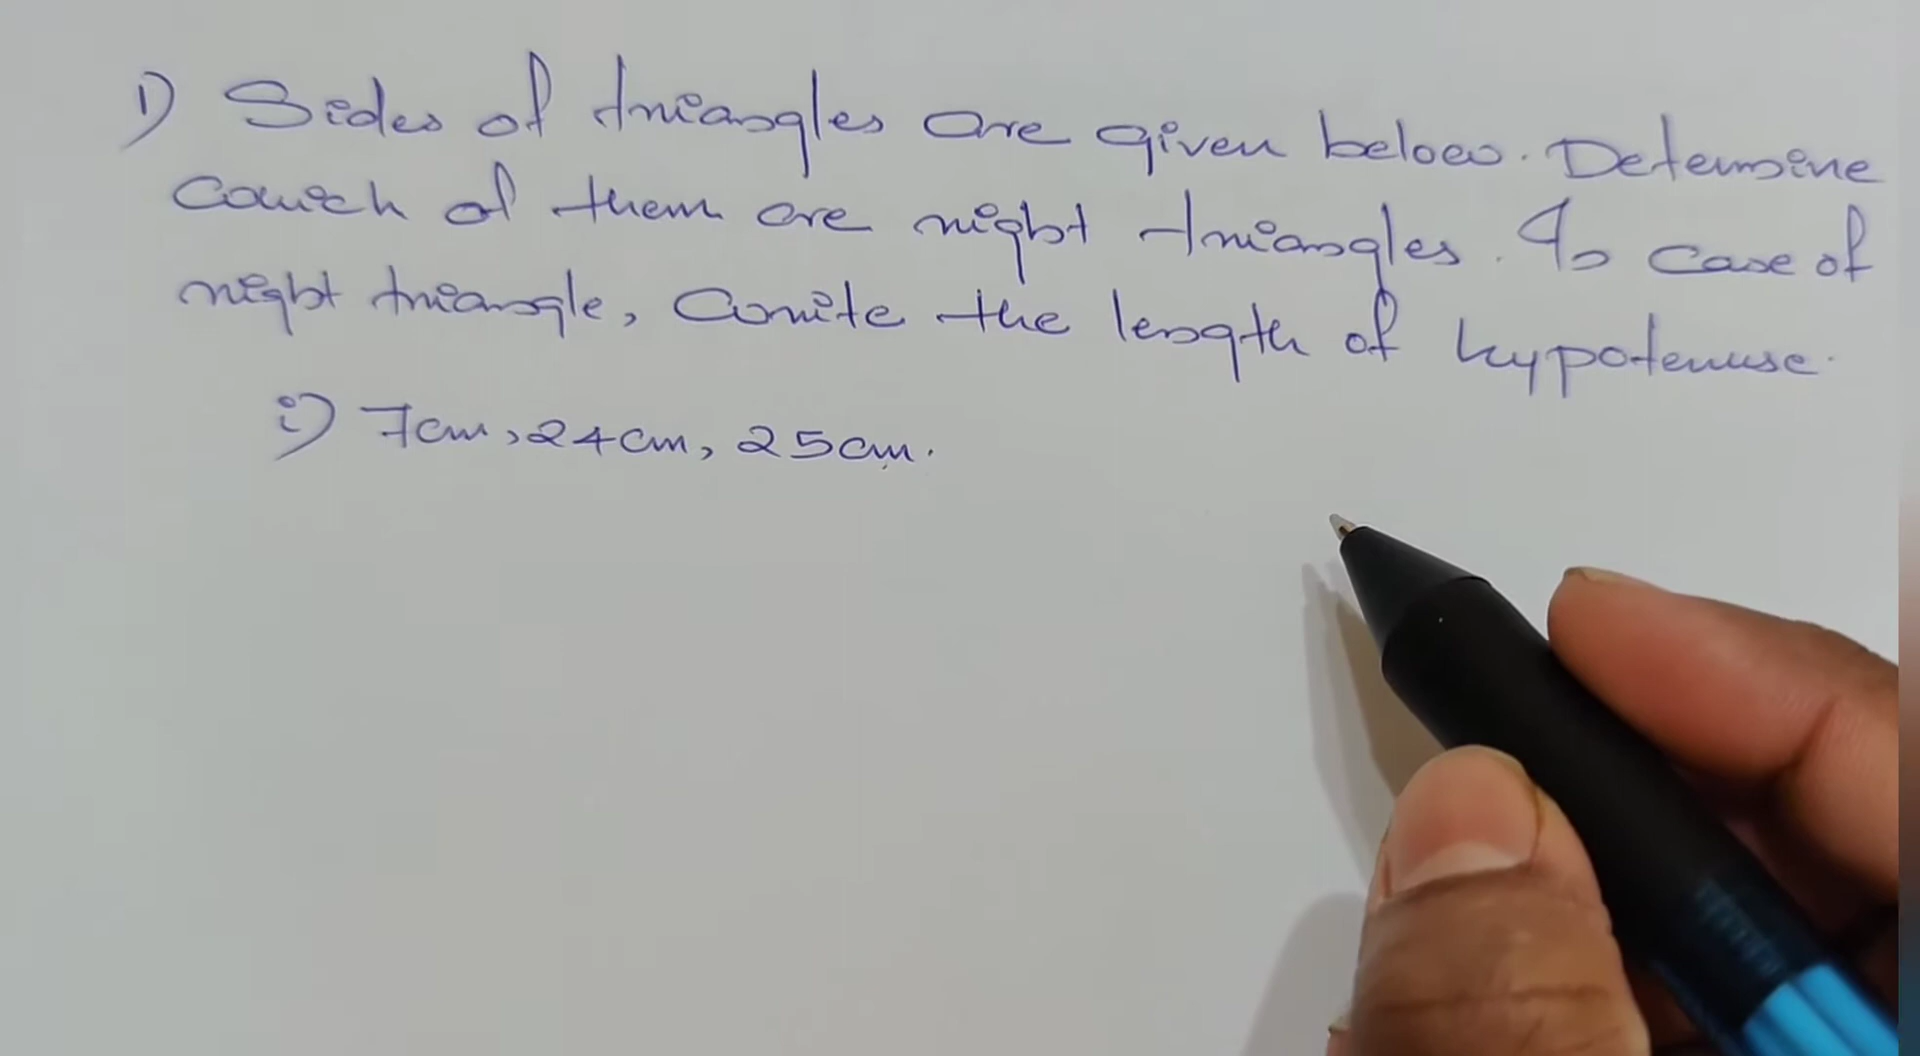 1) Sides of triangles are given below. Determine
which of them are right triangles. In case of
right triangle, write the length of hypotenuse.
i) 7cm, 24cm, 25cm.